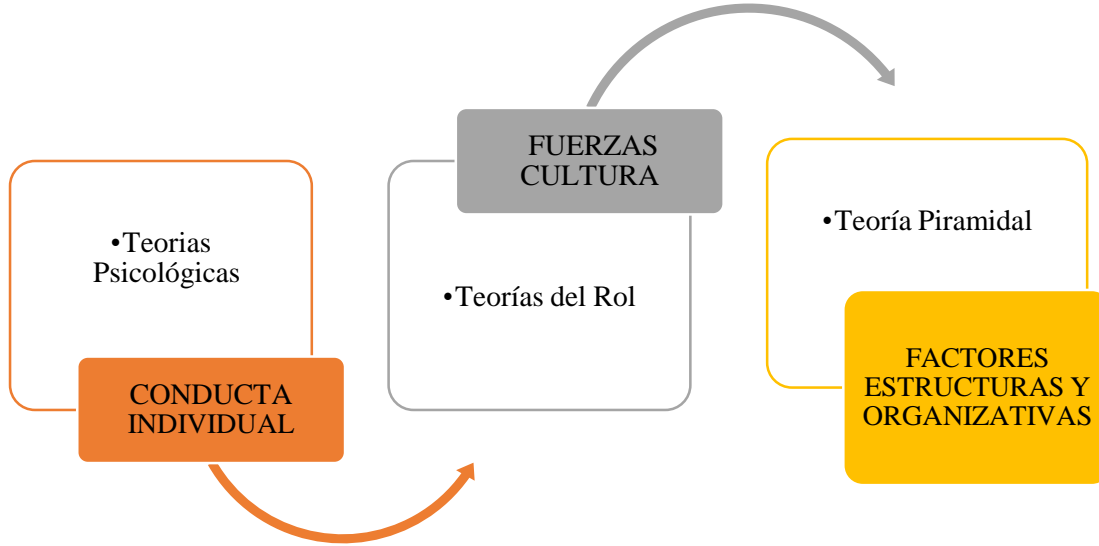 •Teorias
Psicológicas
CONDUCTA
INDIVIDUAL
FUERZAS
CULTURA
•Teorías del Rol
•Teoría Piramidal
FACTORES
ESTRUCTURAS Y
ORGANIZATIVAS